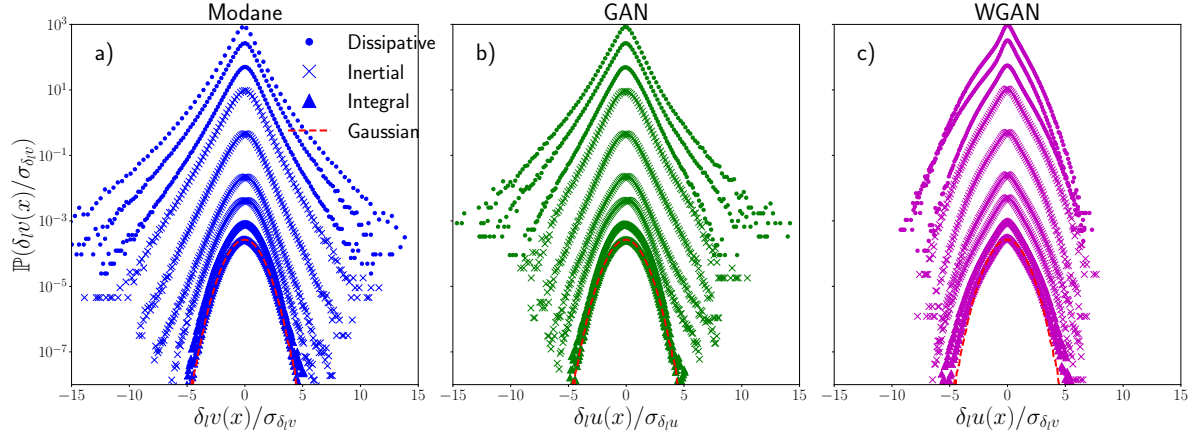 Modane
GAN
WGAN
a)
b)
c)
Dissipative
Inertial
Integral
Gaussian
ℙ(δ_l v(x)/σ_{δ_l v})
10^3
10^1
10^{−1}
10^{−3}
10^{−5}
10^{−7}
−15 −10 −5 0 5 10 15
−15 −10 −5 0 5 10 15
−15 −10 −5 0 5 10 15
δ_l v(x)/σ_{δ_l v}
δ_l u(x)/σ_{δ_l u}
δ_l u(x)/σ_{δ_l v}